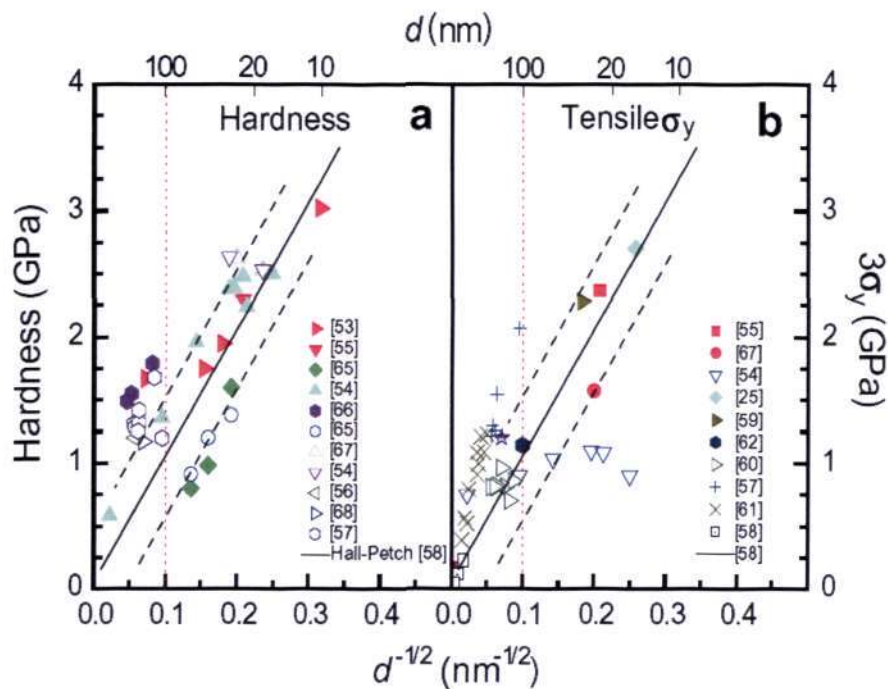 d (nm)
100 20 10
100 20 10
4
3
2
1
0
Hardness (GPa)
Hardness a
[53]
[55]
[65]
[54]
[66]
[65]
[67]
[54]
[56]
[68]
[57]
Hall-Petch [58]
0.0 0.1 0.2 0.3 0.4
Tensile σy b
[55]
[67]
[54]
[25]
[59]
[62]
[60]
[57]
[61]
[58]
[58]
0.0 0.1 0.2 0.3 0.4
4
3
2
1
0
3σy (GPa)
d^-1/2 (nm^-1/2)